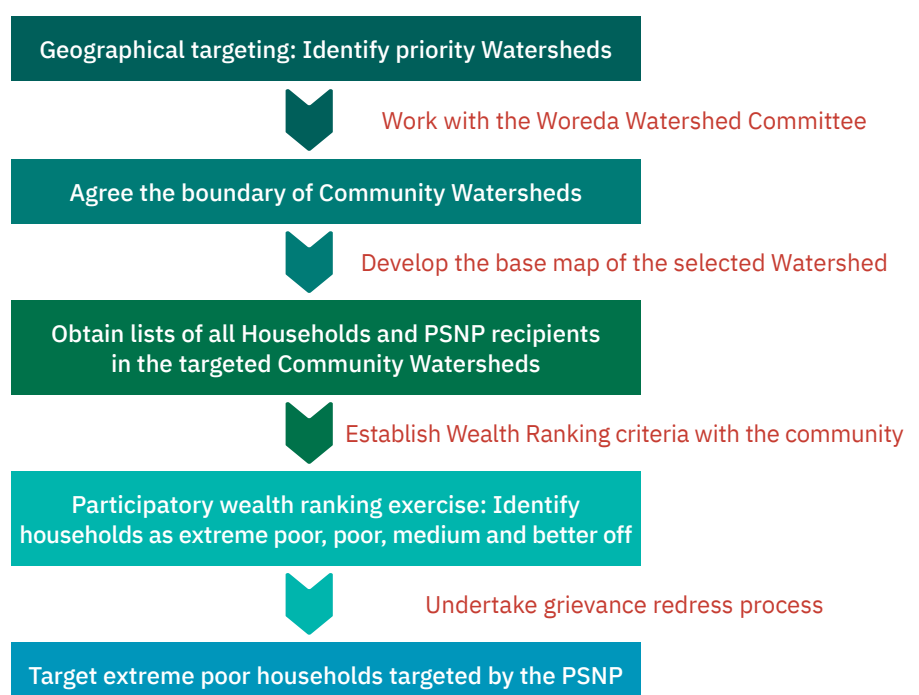 Geographical targeting: Identify priority Watersheds
Work with the Woreda Watershed Committee
Agree the boundary of Community Watersheds
Develop the base map of the selected Watershed
Obtain lists of all Households and PSNP recipients
in the targeted Community Watersheds
Establish Wealth Ranking criteria with the community
Participatory wealth ranking exercise: Identify
households as extreme poor, poor, medium and better off
Undertake grievance redress process
Target extreme poor households targeted by the PSNP